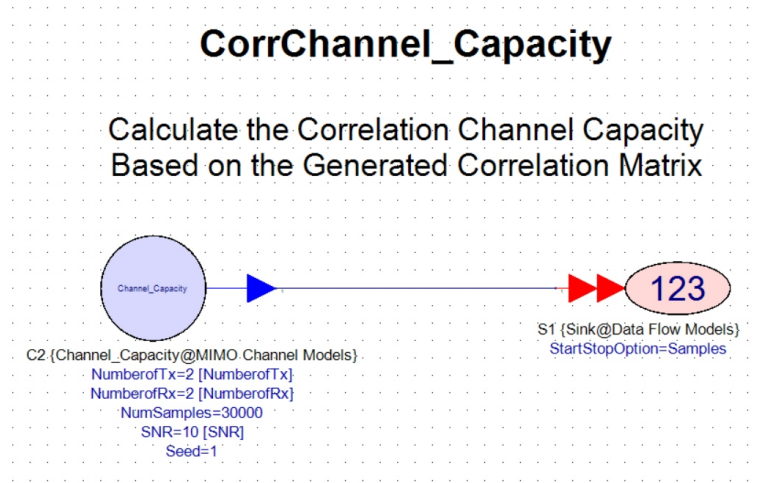 CorrChannel_Capacity
Calculate the Correlation Channel Capacity
Based on the Generated Correlation Matrix
Channel_Capacity
123
S1 {Sink@Data Flow Models}
StartStopOption=Samples
C2 {Channel_Capacity@MIMO Channel Models}
NumberofTx=2 [NumberofTx]
NumberofRx=2 [NumberofRx]
NumSamples=30000
SNR=10 [SNR]
Seed=1